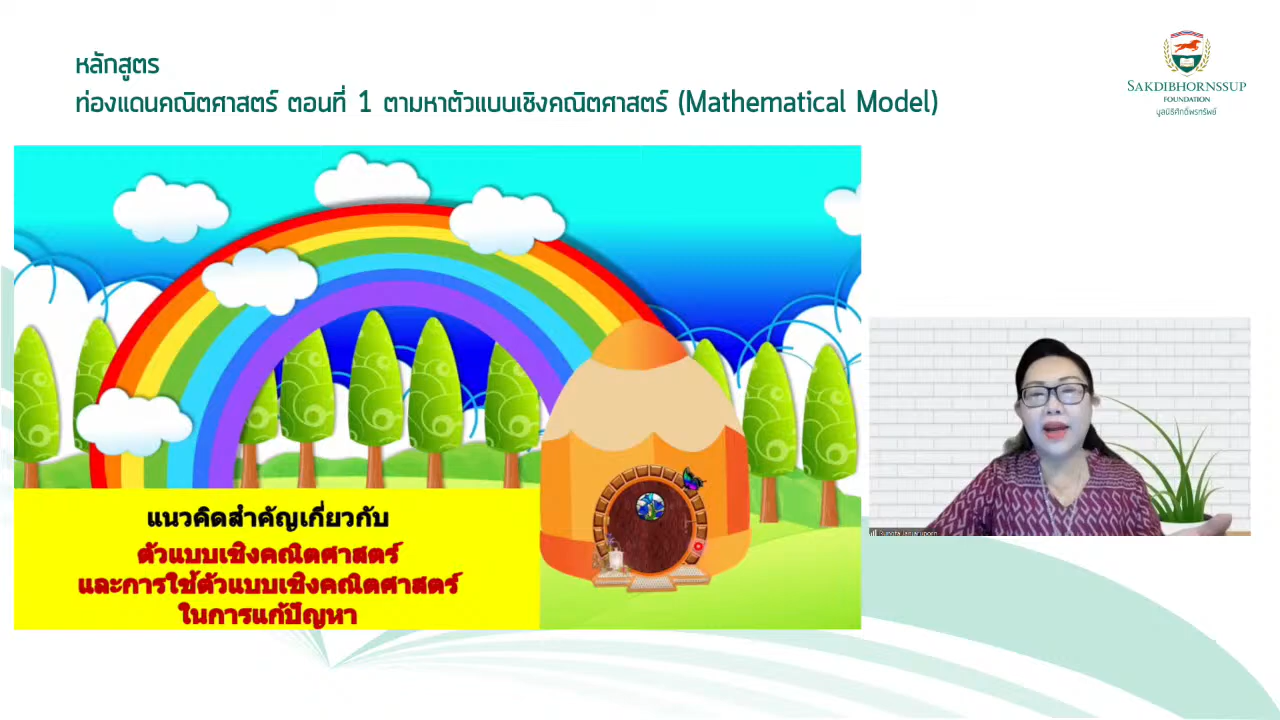 หลักสูตร
ท่องแดนคณิตศาสตร์ ตอนที่ 1 ตามหาตัวแบบเชิงคณิตศาสตร์ (Mathematical Model)
SAKDIBHORNSSUP
FOUNDATION
มูลนิธิศักดิ์พรทรัพย์
แนวคิดสำคัญเกี่ยวกับ
ตัวแบบเชิงคณิตศาสตร์
และการใช้ตัวแบบเชิงคณิตศาสตร์
ในการแก้ปัญหา